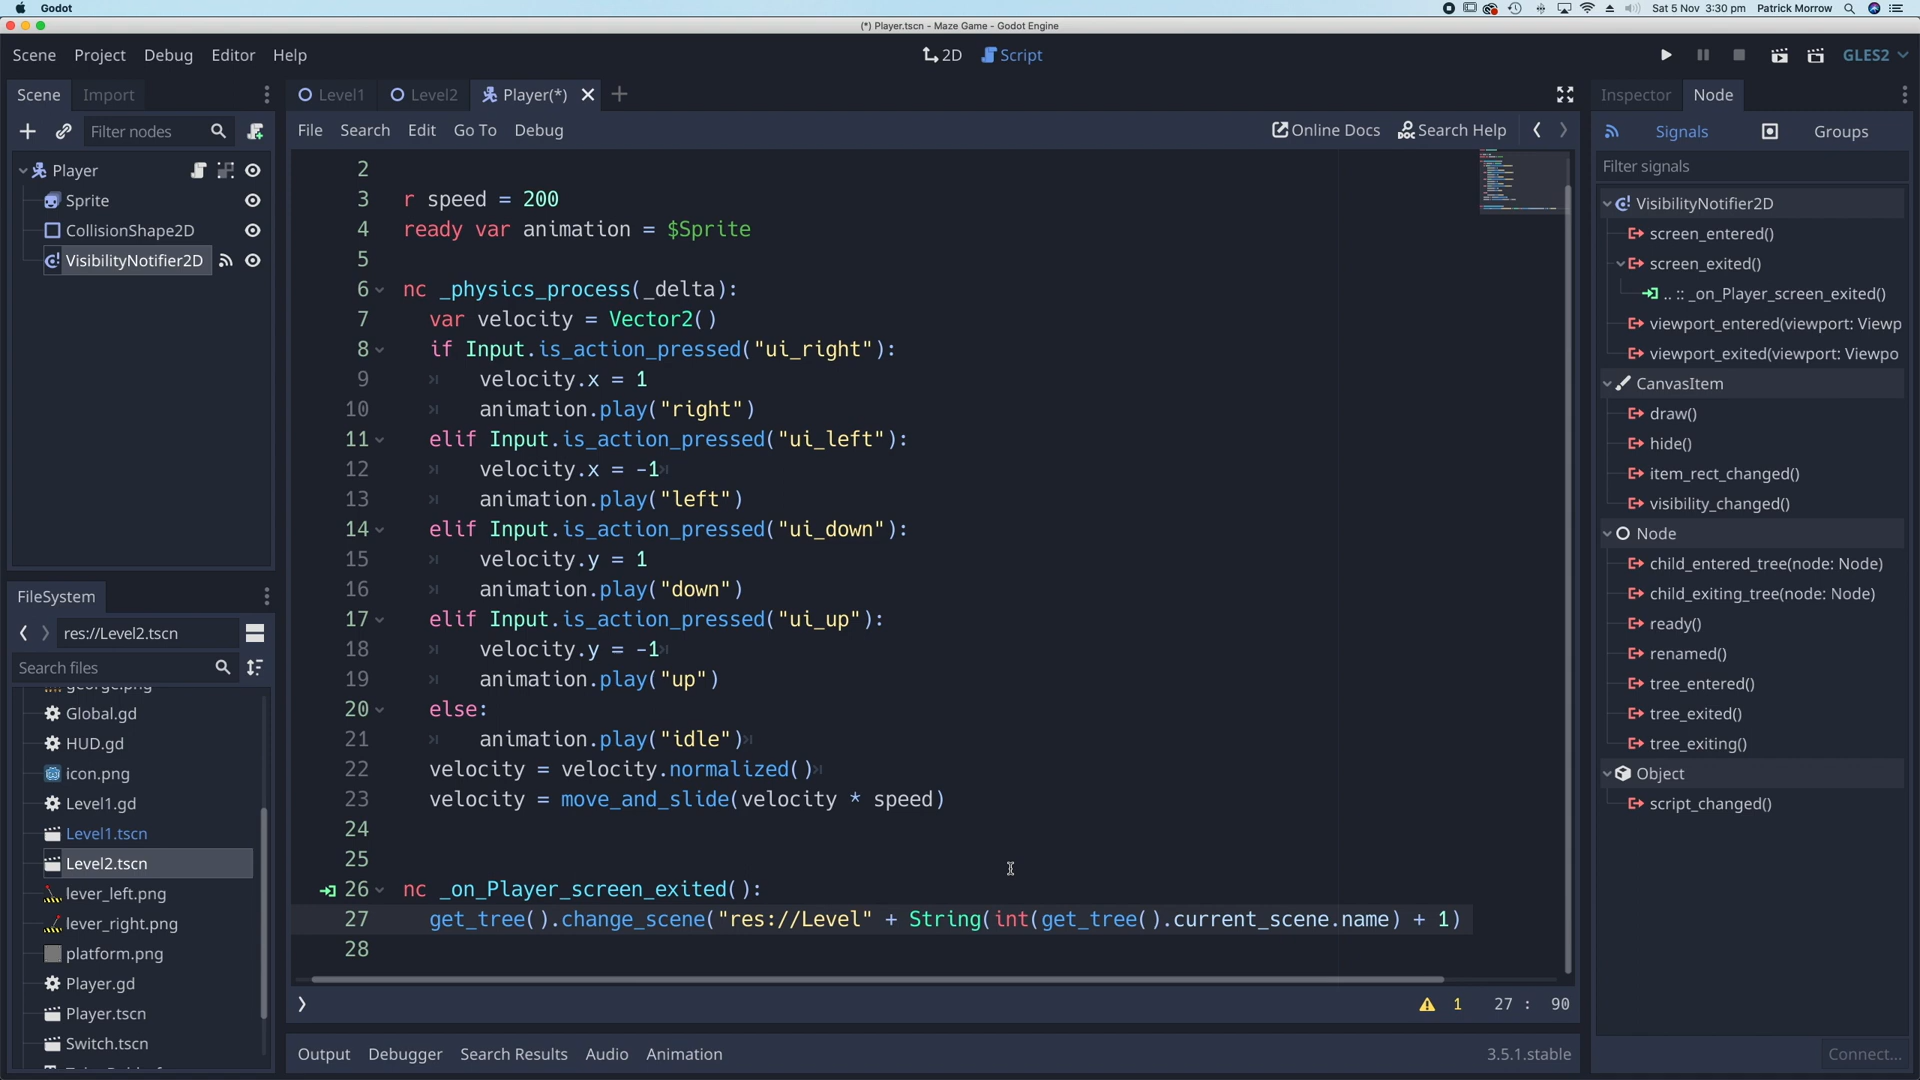 Godot
Sat 5 Nov 3:30 pm Patrick Morrow
(*) Player.tscn - Maze Game - Godot Engine
Scene Project Debug Editor Help
2D Script
GLES2
Scene Import
Level1 Level2 Player(*)
Inspector Node
Filter nodes
File Search Edit Go To Debug
Online Docs Search Help
Signals Groups
Filter signals
Player
Sprite
CollisionShape2D
VisibilityNotifier2D
2
3 r speed = 200
4 ready var animation = $Sprite
5
6 nc _physics_process(_delta):
7 var velocity = Vector2()
8 if Input.is_action_pressed("ui_right"):
9 velocity.x = 1
10 animation.play("right")
11 elif Input.is_action_pressed("ui_left"):
12 velocity.x = -1
13 animation.play("left")
14 elif Input.is_action_pressed("ui_down"):
15 velocity.y = 1
16 animation.play("down")
17 elif Input.is_action_pressed("ui_up"):
18 velocity.y = -1
19 animation.play("up")
20 else:
21 animation.play("idle")
22 velocity = velocity.normalized()
23 velocity = move_and_slide(velocity * speed)
24
25
26 nc _on_Player_screen_exited():
27 get_tree().change_scene("res://Level" + String(int(get_tree().current_scene.name) + 1)
28
VisibilityNotifier2D
screen_entered()
screen_exited()
.. :: _on_Player_screen_exited()
viewport_entered(viewport: Viewp
viewport_exited(viewport: Viewpo
CanvasItem
draw()
hide()
item_rect_changed()
visibility_changed()
Node
child_entered_tree(node: Node)
child_exiting_tree(node: Node)
ready()
renamed()
tree_entered()
tree_exited()
tree_exiting()
Object
script_changed()
FileSystem
res://Level2.tscn
Search files
george.png
Global.gd
HUD.gd
icon.png
Level1.gd
Level1.tscn
Level2.tscn
lever_left.png
lever_right.png
platform.png
Player.gd
Player.tscn
Switch.tscn
1 27 : 90
Output Debugger Search Results Audio Animation
3.5.1.stable
Connect...